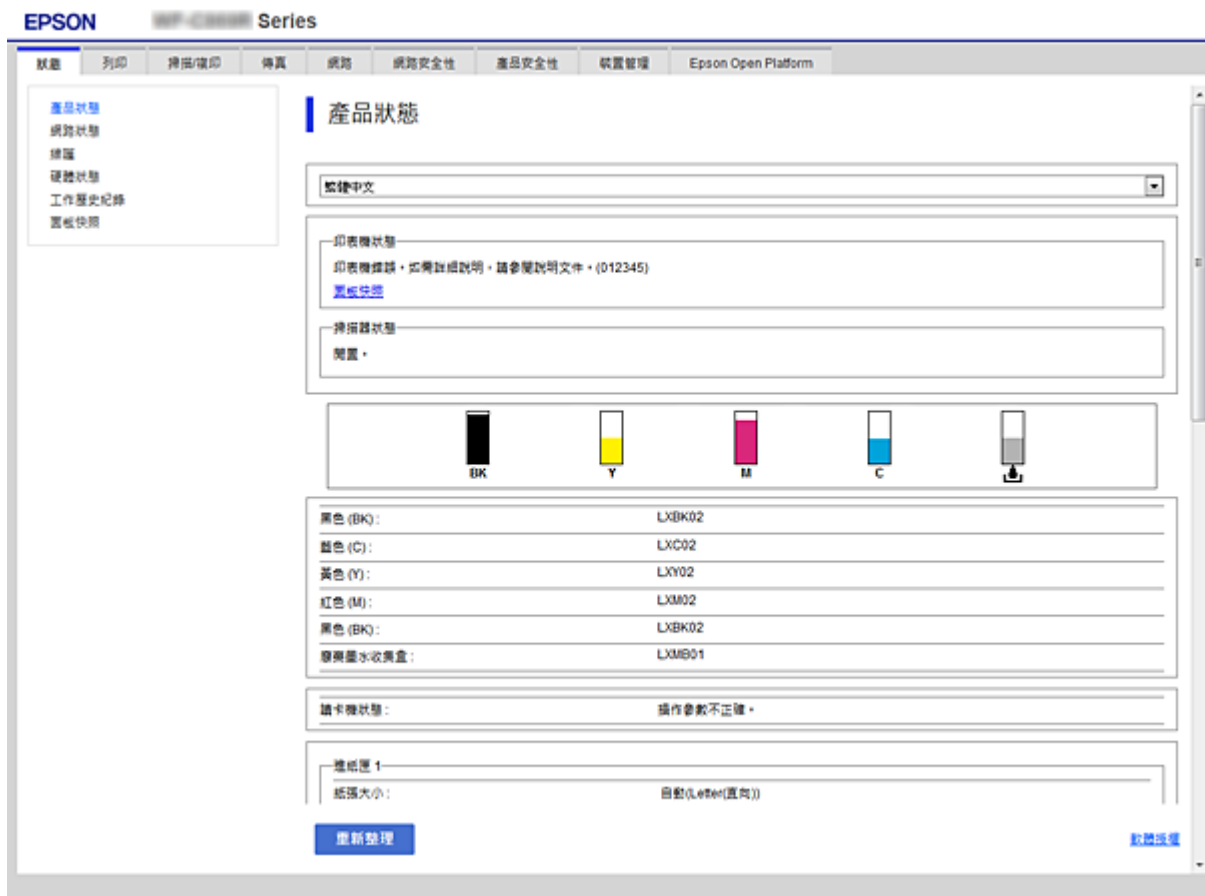 EPSON Series
狀態 列印 掃描/複印 傳真 網路 網路安全性 產品安全性 裝置管理 Epson Open Platform
產品狀態
網路狀態
硬體狀態
工作歷史紀錄
面板快照
產品狀態
繁體中文
印表機狀態
印表機錯誤。如需詳細說明，請參閱說明文件。(012345)
面板快照
掃描器狀態
閒置。
BK Y M C
黑色 (BK) : LXBK02
藍色 (C) : LXC02
黃色 (Y) : LXY02
紅色 (M) : LXM02
黑色 (BK) : LXBK02
廢棄墨水收集盒 : LXMB01
讀卡機狀態 : 操作參數不正確。
進紙匣 1
紙張大小 : 自動(Letter(直向))
重新整理
軟體授權